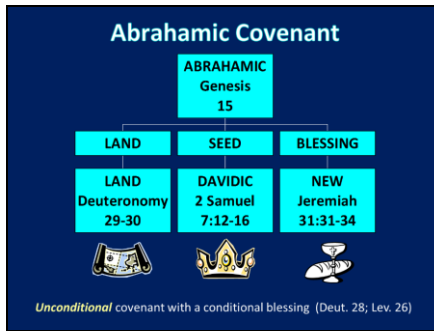 Abrahamic Covenant
ABRAHAMIC
Genesis
15
LAND
SEED
BLESSING
LAND
Deuteronomy
29-30
DAVIDIC
2 Samuel
7:12-16
NEW
Jeremiah
31:31-34
Unconditional covenant with a conditional blessing (Deut. 28; Lev. 26)